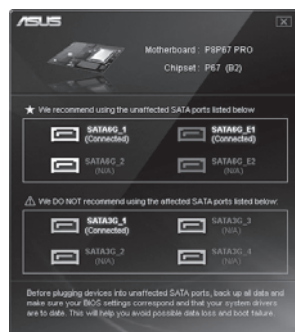 ASUS
Motherboard : P8P67 PRO
Chipset : P67 (B2)
We recommend using the unaffected SATA ports listed below
SATA6G_1
(Connected)
SATA6G_E1
(Connected)
SATA6G_2
(N/A)
SATA6G_E2
(N/A)
We DO NOT recommend using the affected SATA ports listed below:
SATA3G_1
(Connected)
SATA3G_3
(N/A)
SATA3G_2
(N/A)
SATA3G_4
(N/A)
Before plugging devices into unaffected SATA ports, back up all data and
make sure your BIOS settings correspond and that your system drivers
are to date. This will help you avoid possible data loss and boot failure.